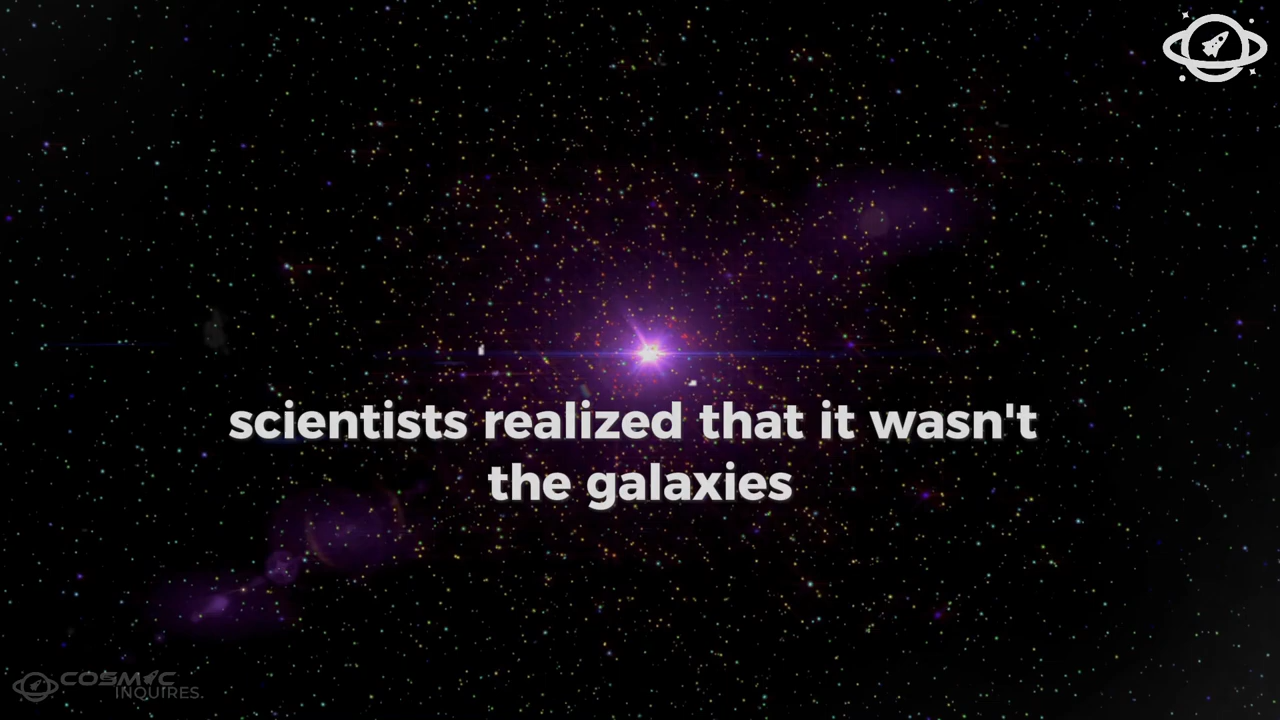 scientists realized that it wasn't
the galaxies
COSMIC
INQUIRES.